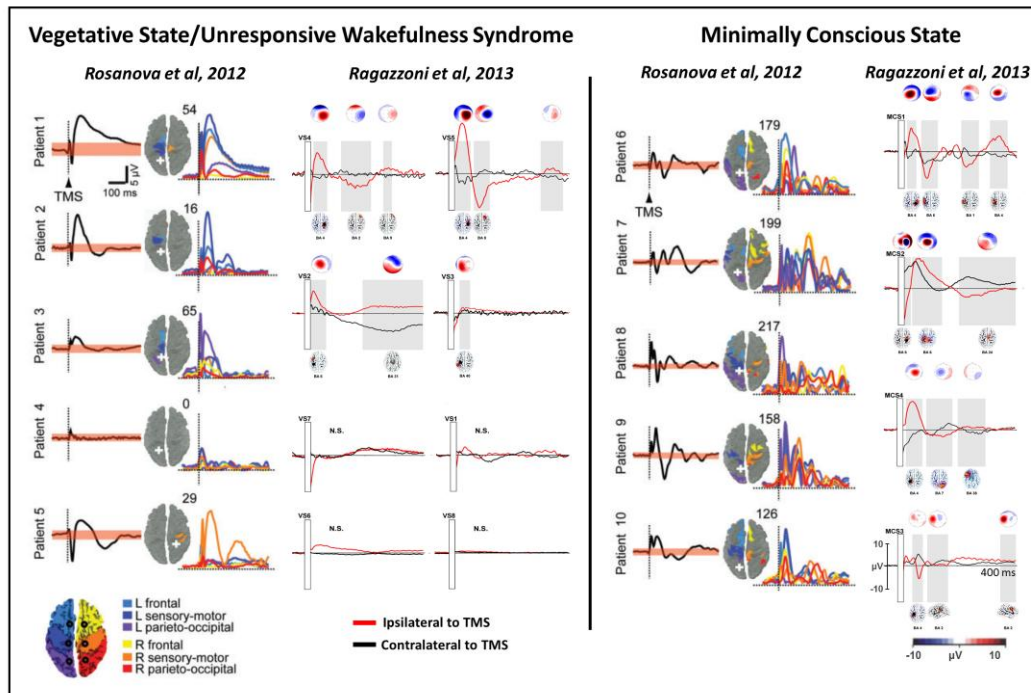 Vegetative State/Unresponsive Wakefulness Syndrome
Rosanova et al, 2012
Ragazzoni et al, 2013
Patient 1
54
TMS
5 µV
100 ms
Patient 2
16
Patient 3
65
Patient 4
0
Patient 5
29
VS4
VS5
BA 4
VS2
VS3
VS7
N.S.
VS1
N.S.
VS6
N.S.
VS8
N.S.
L frontal
L sensory-motor
L parieto-occipital
R frontal
R sensory-motor
R parieto-occipital
Ipsilateral to TMS
Contralateral to TMS
Minimally Conscious State
Rosanova et al, 2012
Ragazzoni et al, 2013
Patient 6
179
TMS
Patient 7
199
Patient 8
217
Patient 9
158
Patient 10
126
MCS1
MCS2
MCS4
BA 7
MCS3
10
µV
-10
400 ms
-10
µV
10